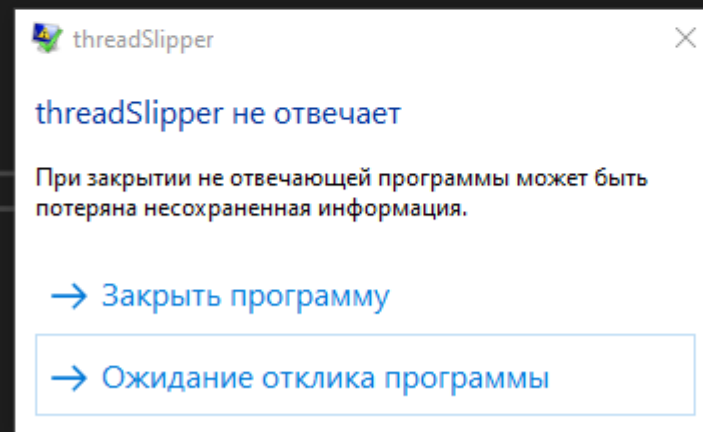 threadSlipper
threadSlipper не отвечает
При закрытии не отвечающей программы может быть
потеряна несохраненная информация.
Закрыть программу
Ожидание отклика программы